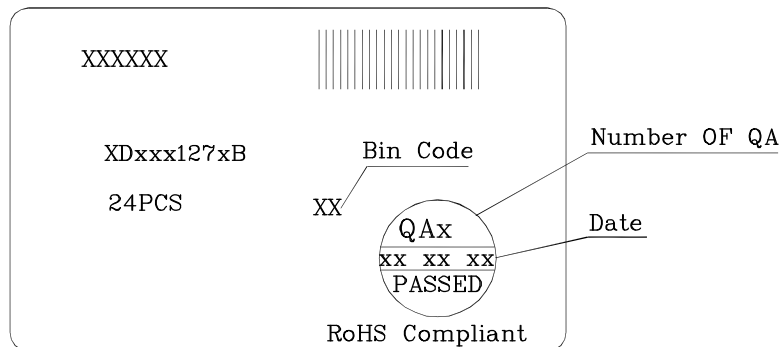 XXXXXX
Number OF QA
XDxxx127xB
Bin Code
24PCS
XX
QAx
Date
xx xx xx
PASSED
RoHS Compliant